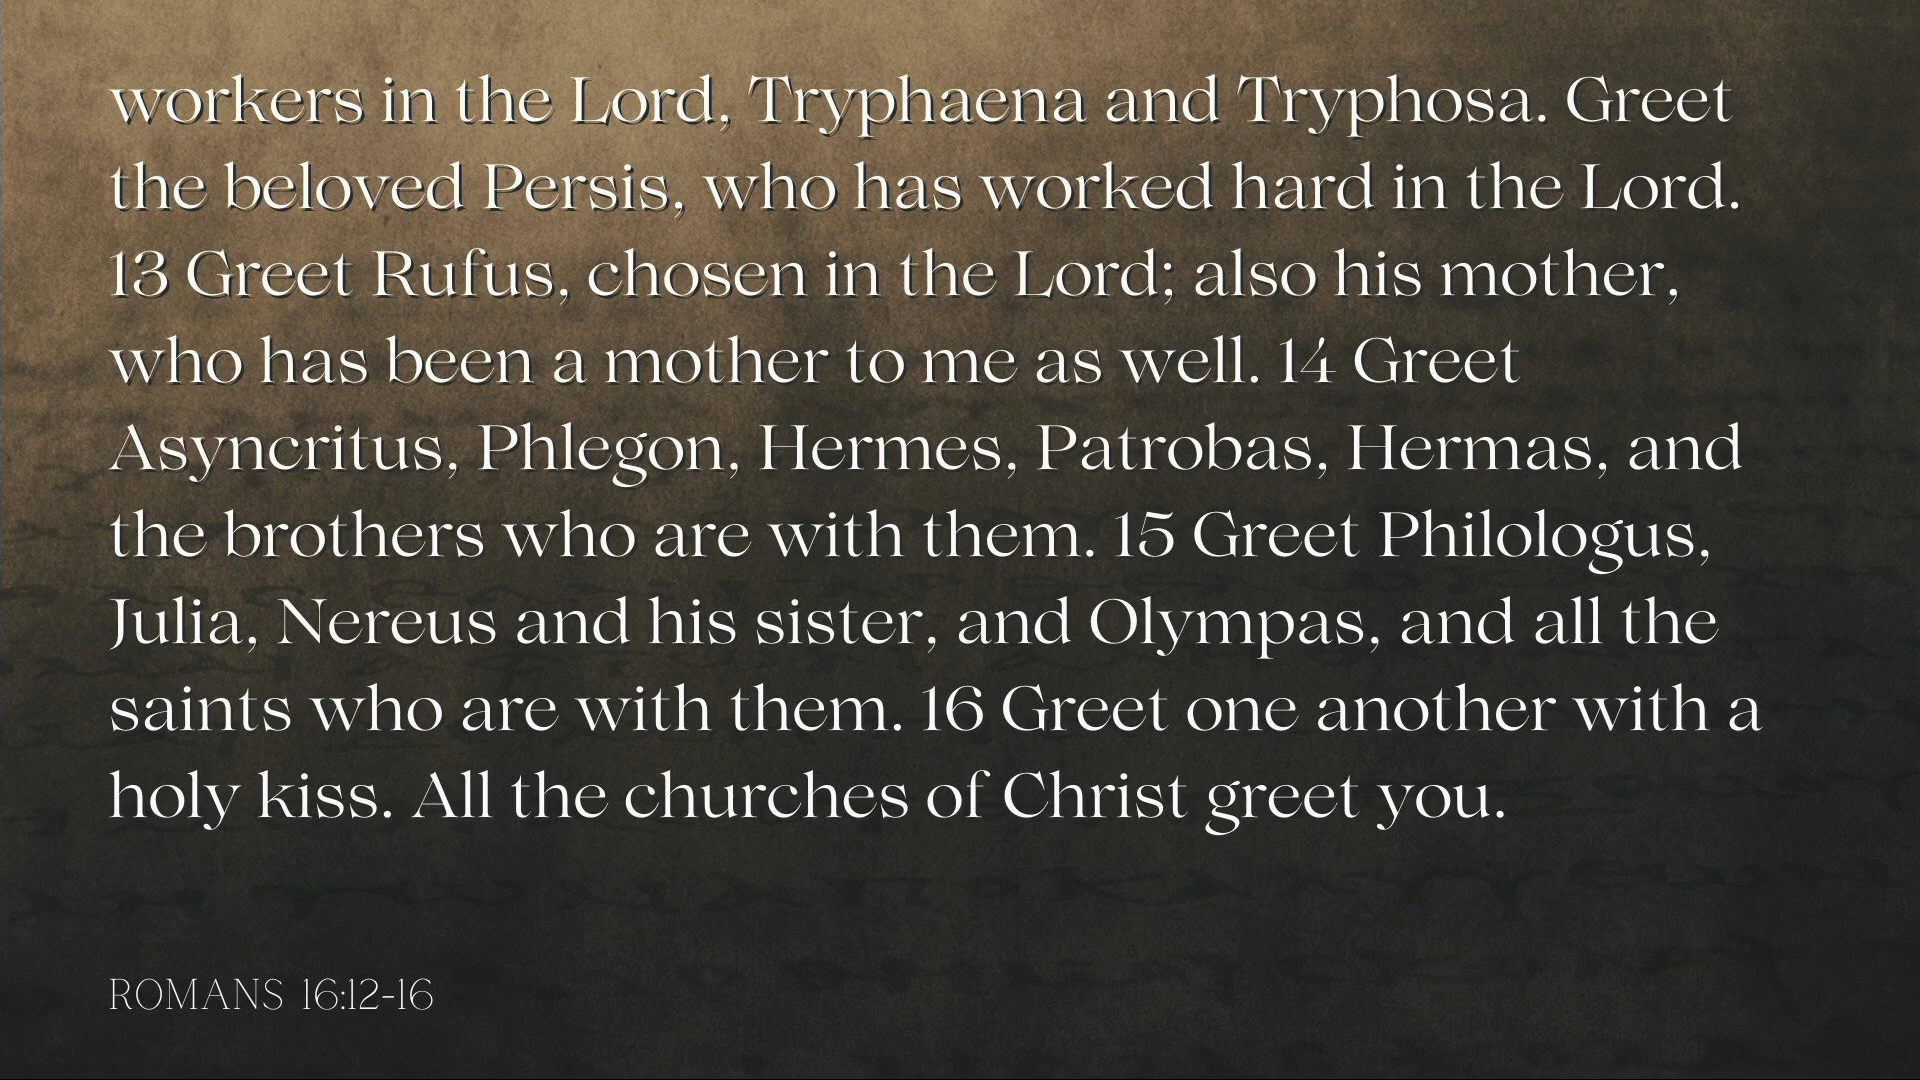 workers in the Lord, Tryphaena and Tryphosa. Greet
the beloved Persis, who has worked hard in the Lord.
13 Greet Rufus, chosen in the Lord; also his mother,
who has been a mother to me as well. 14 Greet
Asyncritus, Phlegon, Hermes, Patrobas, Hermas, and
the brothers who are with them. 15 Greet Philologus,
Julia, Nereus and his sister, and Olympas, and all the
saints who are with them. 16 Greet one another with a
holy kiss. All the churches of Christ greet you.
ROMANS 16:12-16